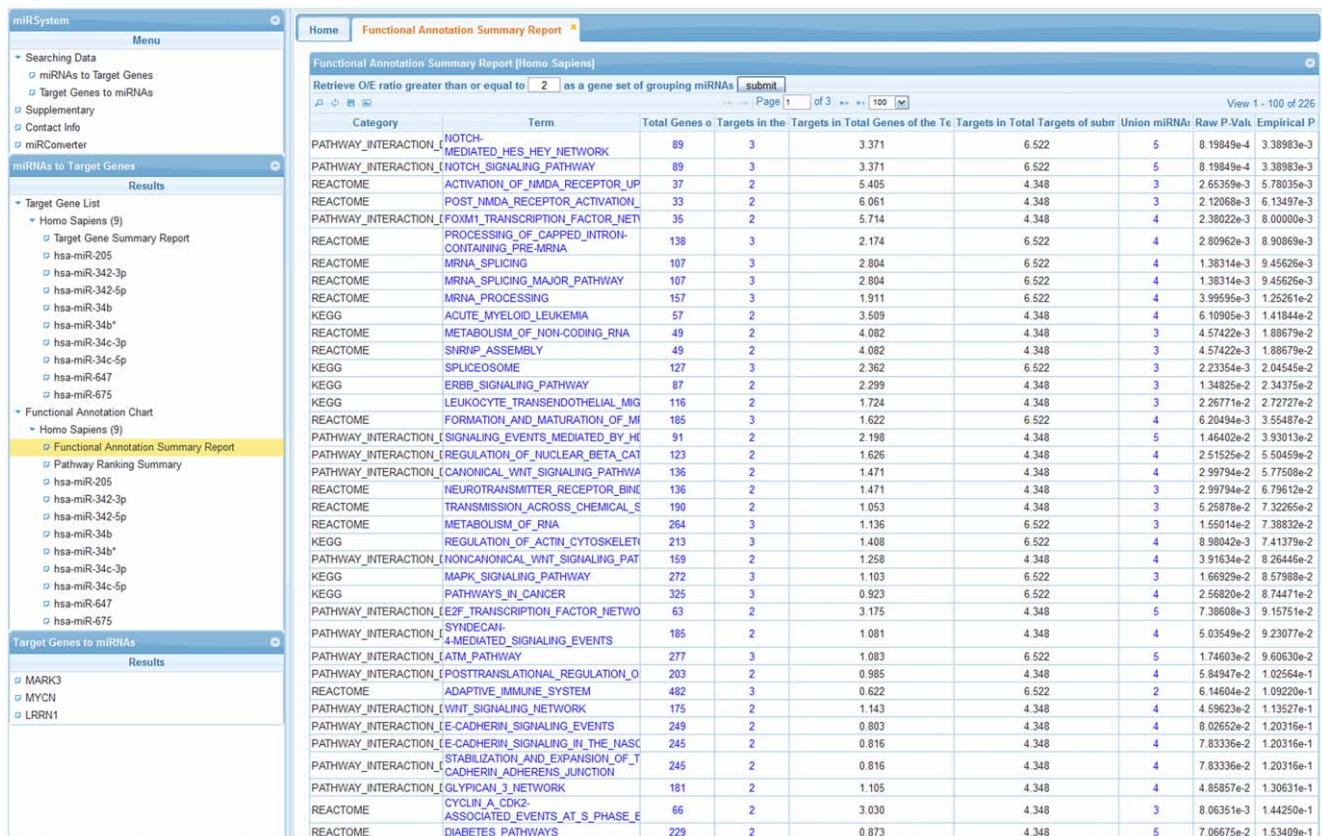 miRSystem
Menu
Searching Data
miRNAs to Target Genes
Target Genes to miRNAs
Supplementary
Contact Info
miRConverter
miRNAs to Target Genes
Results
Target Gene List
Homo Sapiens (9)
Target Gene Summary Report
hsa-miR-205
hsa-miR-342-3p
hsa-miR-342-5p
hsa-miR-34b
hsa-miR-34b*
hsa-miR-34c-3p
hsa-miR-34c-5p
hsa-miR-647
hsa-miR-675
Functional Annotation Chart
Homo Sapiens (9)
Functional Annotation Summary Report
Pathway Ranking Summary
hsa-miR-205
hsa-miR-342-3p
hsa-miR-342-5p
hsa-miR-34b
hsa-miR-34b*
hsa-miR-34c-3p
hsa-miR-34c-5p
hsa-miR-647
hsa-miR-675
Target Genes to miRNAs
Results
MARK3
MYCN
LRRN1
Home Functional Annotation Summary Report
Functional Annotation Summary Report [Homo Sapiens]
Retrieve O/E ratio greater than or equal to 2 as a gene set of grouping miRNAs submit
Page 1 of 3 100 View 1 - 100 of 226
Category Term Total Genes o Targets in the Targets in Total Genes of the Te Targets in Total Targets of subm Union miRNAs Raw P-Valu Empirical P
PATHWAY_INTERACTION_D NOTCH-
MEDIATED_HES_HEY_NETWORK 89 3 3.371 6.522 5 8.19849e-4 3.38983e-3
PATHWAY_INTERACTION_D NOTCH_SIGNALING_PATHWAY 89 3 3.371 6.522 5 8.19849e-4 3.38983e-3
REACTOME ACTIVATION_OF_NMDA_RECEPTOR_UP 37 2 5.405 4.348 3 2.65359e-3 5.78035e-3
REACTOME POST_NMDA_RECEPTOR_ACTIVATION_ 33 2 6.061 4.348 3 2.12068e-3 6.13497e-3
PATHWAY_INTERACTION_D FOXM1_TRANSCRIPTION_FACTOR_NETW 35 2 5.714 4.348 4 2.38022e-3 8.00000e-3
REACTOME PROCESSING_OF_CAPPED_INTRON-
CONTAINING_PRE-MRNA 138 3 2.174 6.522 4 2.80962e-3 8.90869e-3
REACTOME MRNA_SPLICING 107 3 2.804 6.522 4 1.38314e-3 9.45626e-3
REACTOME MRNA_SPLICING_MAJOR_PATHWAY 107 3 2.804 6.522 4 1.38314e-3 9.45626e-3
REACTOME MRNA_PROCESSING 157 3 1.911 6.522 4 3.99595e-3 1.25261e-2
KEGG ACUTE_MYELOID_LEUKEMIA 57 2 3.509 4.348 4 6.10905e-3 1.41844e-2
REACTOME METABOLISM_OF_NON-CODING_RNA 49 2 4.082 4.348 3 4.57422e-3 1.88679e-2
REACTOME SNRNP_ASSEMBLY 49 2 4.082 4.348 3 4.57422e-3 1.88679e-2
KEGG SPLICEOSOME 127 3 2.362 6.522 3 2.23354e-3 2.04545e-2
KEGG ERBB_SIGNALING_PATHWAY 87 2 2.299 4.348 3 1.34825e-2 2.34375e-2
KEGG LEUKOCYTE_TRANSENDOTHELIAL_MIG 116 2 1.724 4.348 3 2.26771e-2 2.72727e-2
REACTOME FORMATION_AND_MATURATION_OF_MF 185 3 1.622 6.522 4 6.20494e-3 3.55487e-2
PATHWAY_INTERACTION_D SIGNALING_EVENTS_MEDIATED_BY_HD 91 2 2.198 4.348 5 1.46402e-2 3.93013e-2
PATHWAY_INTERACTION_D REGULATION_OF_NUCLEAR_BETA_CAT 123 2 1.626 4.348 4 2.51525e-2 5.50459e-2
PATHWAY_INTERACTION_D CANONICAL_WNT_SIGNALING_PATHWA 136 2 1.471 4.348 4 2.99794e-2 5.77508e-2
REACTOME NEUROTRANSMITTER_RECEPTOR_BIND 136 2 1.471 4.348 3 2.99794e-2 6.79612e-2
REACTOME TRANSMISSION_ACROSS_CHEMICAL_S 190 2 1.053 4.348 3 5.25878e-2 7.32265e-2
REACTOME METABOLISM_OF_RNA 264 3 1.136 6.522 3 1.55014e-2 7.38832e-2
KEGG REGULATION_OF_ACTIN_CYTOSKELETO 213 3 1.408 6.522 4 8.98042e-3 7.41379e-2
PATHWAY_INTERACTION_D NONCANONICAL_WNT_SIGNALING_PAT 159 2 1.258 4.348 4 3.91634e-2 8.26446e-2
KEGG MAPK_SIGNALING_PATHWAY 272 3 1.103 6.522 3 1.66929e-2 8.57988e-2
KEGG PATHWAYS_IN_CANCER 325 3 0.923 6.522 4 2.56820e-2 8.74471e-2
PATHWAY_INTERACTION_D E2F_TRANSCRIPTION_FACTOR_NETWO 63 2 3.175 4.348 5 7.38608e-3 9.15751e-2
PATHWAY_INTERACTION_D SYNDECAN-
4-MEDIATED_SIGNALING_EVENTS 185 2 1.081 4.348 4 5.03549e-2 9.23077e-2
PATHWAY_INTERACTION_D ATM_PATHWAY 277 3 1.083 6.522 5 1.74603e-2 9.60630e-2
PATHWAY_INTERACTION_D POSTTRANSLATIONAL_REGULATION_O 203 2 0.985 4.348 4 5.84947e-2 1.02564e-1
REACTOME ADAPTIVE_IMMUNE_SYSTEM 482 3 0.622 6.522 2 6.14604e-2 1.09220e-1
PATHWAY_INTERACTION_D WNT_SIGNALING_NETWORK 175 2 1.143 4.348 4 4.59623e-2 1.13527e-1
PATHWAY_INTERACTION_D E-CADHERIN_SIGNALING_EVENTS 249 2 0.803 4.348 4 8.02652e-2 1.20316e-1
PATHWAY_INTERACTION_D E-CADHERIN_SIGNALING_IN_THE_NASC 245 2 0.816 4.348 4 7.83336e-2 1.20316e-1
PATHWAY_INTERACTION_D STABILIZATION_AND_EXPANSION_OF_T
CADHERIN_ADHERENS_JUNCTION 245 2 0.816 4.348 4 7.83336e-2 1.20316e-1
PATHWAY_INTERACTION_D GLYPICAN_3_NETWORK 181 2 1.105 4.348 4 4.85857e-2 1.30631e-1
REACTOME CYCLIN_A_CDK2-
ASSOCIATED_EVENTS_AT_S_PHASE_E 66 2 3.030 4.348 3 8.06351e-3 1.44250e-1
REACTOME DIABETES_PATHWAYS 229 2 0.873 4.348 5 7.06675e-2 1.53409e-1